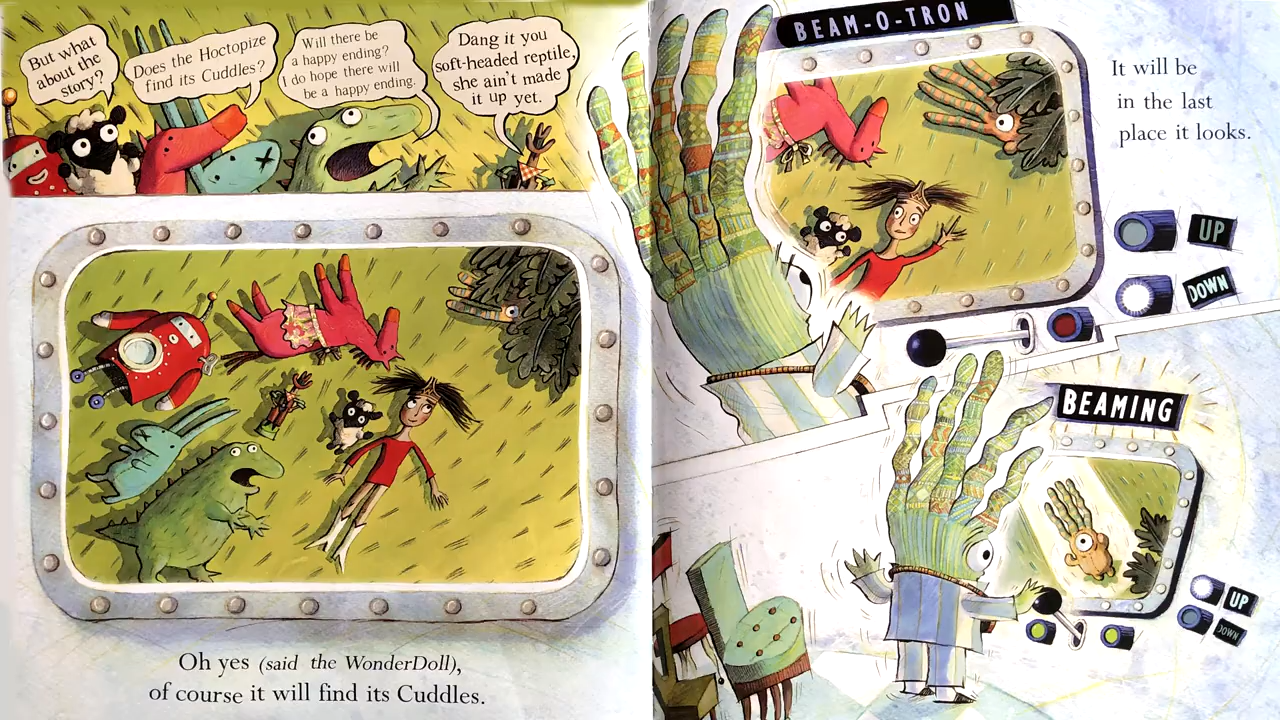 But what
about the
story?
Does the Hoctopize
find its Cuddles?
Will there be
a happy ending?
I do hope there will
be a happy ending.
Dang it you
soft-headed reptile,
she ain't made
it up yet.
Oh yes (said the WonderDoll),
of course it will find its Cuddles.
BEAM-O-TRON
It will be
in the last
place it looks.
UP
DOWN
BEAMING
UP
DOWN